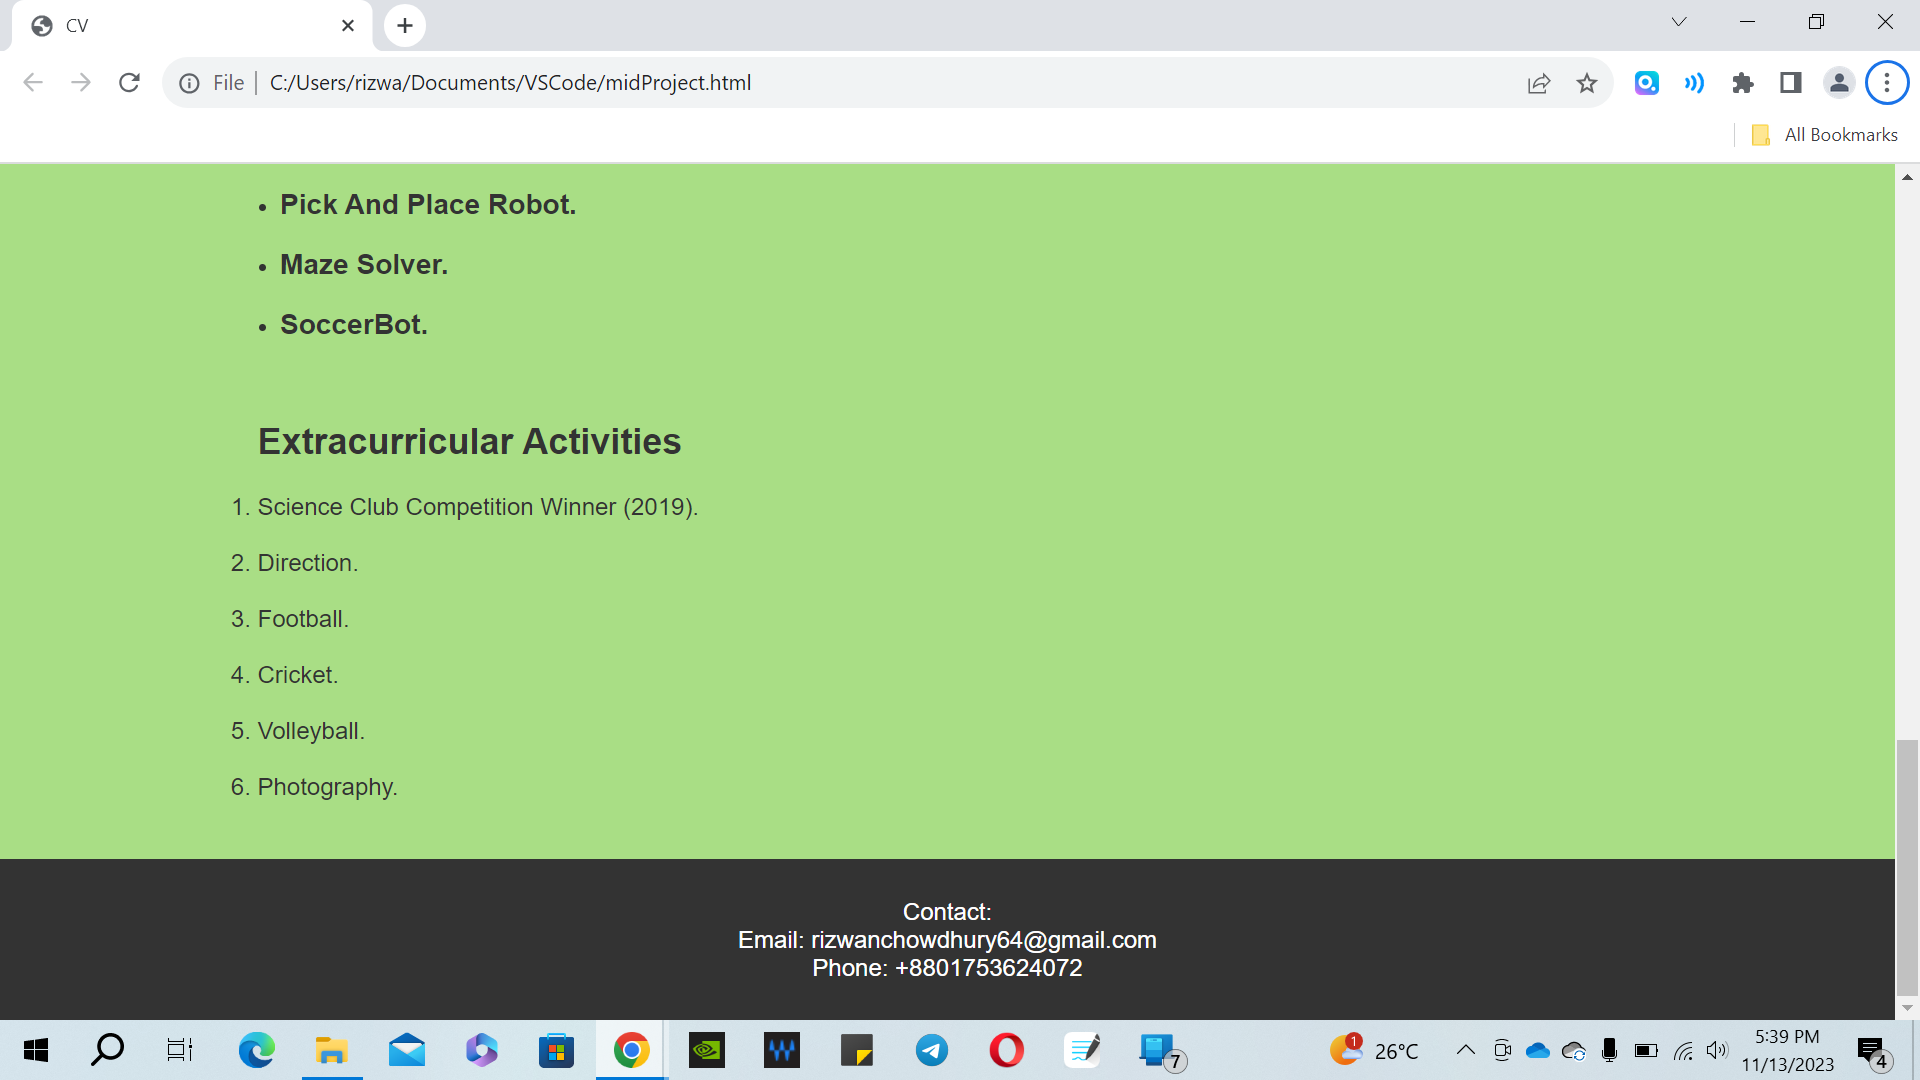 CV
File
C:/Users/rizwa/Documents/VSCode/midProject.html
All Bookmarks
• Pick And Place Robot.
• Maze Solver.
• SoccerBot.
Extracurricular Activities
1. Science Club Competition Winner (2019).
2. Direction.
3. Football.
4. Cricket.
5. Volleyball.
6. Photography.
Contact:
Email: rizwanchowdhury64@gmail.com
Phone: +8801753624072
7
1
26°C
5:39 PM
11/13/2023
4